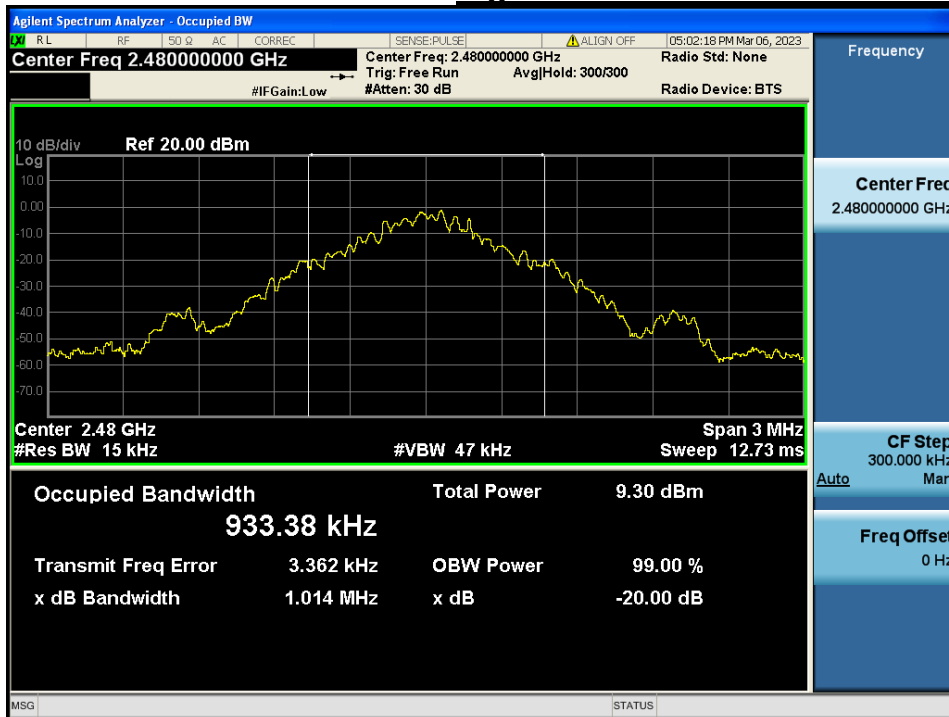 Agilent Spectrum Analyzer - Occupied BW
LXI RL RF 50 Ω AC CORREC SENSE:PULSE ALIGN OFF 05:02:18 PM Mar 06, 2023
Center Freq 2.480000000 GHz
Center Freq: 2.480000000 GHz
Radio Std: None
Trig: Free Run Avg|Hold: 300/300
#IFGain:Low #Atten: 30 dB Radio Device: BTS
10 dB/div Ref 20.00 dBm
Log
10.0
0.00
-10.0
-20.0
-30.0
-40.0
-50.0
-60.0
-70.0
Center 2.48 GHz Span 3 MHz
#Res BW 15 kHz #VBW 47 kHz Sweep 12.73 ms
Occupied Bandwidth Total Power 9.30 dBm
933.38 kHz
Transmit Freq Error 3.362 kHz OBW Power 99.00 %
x dB Bandwidth 1.014 MHz x dB -20.00 dB
MSG STATUS
Frequency
Center Freq
2.480000000 GHz
CF Step
300.000 kHz
Auto Man
Freq Offset
0 Hz